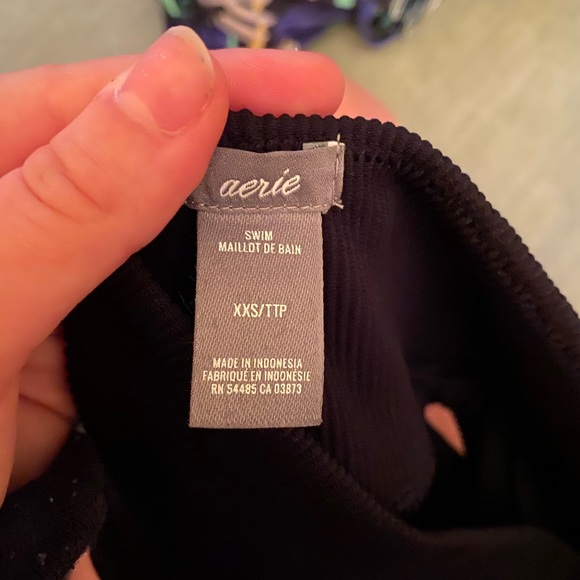 aerie
SWIM
MAILLOT DE BAIN
XXS/TTP
MADE IN INDONESIA
FABRIQUÉ EN INDONÉSIE
RN 54485 CA 03873